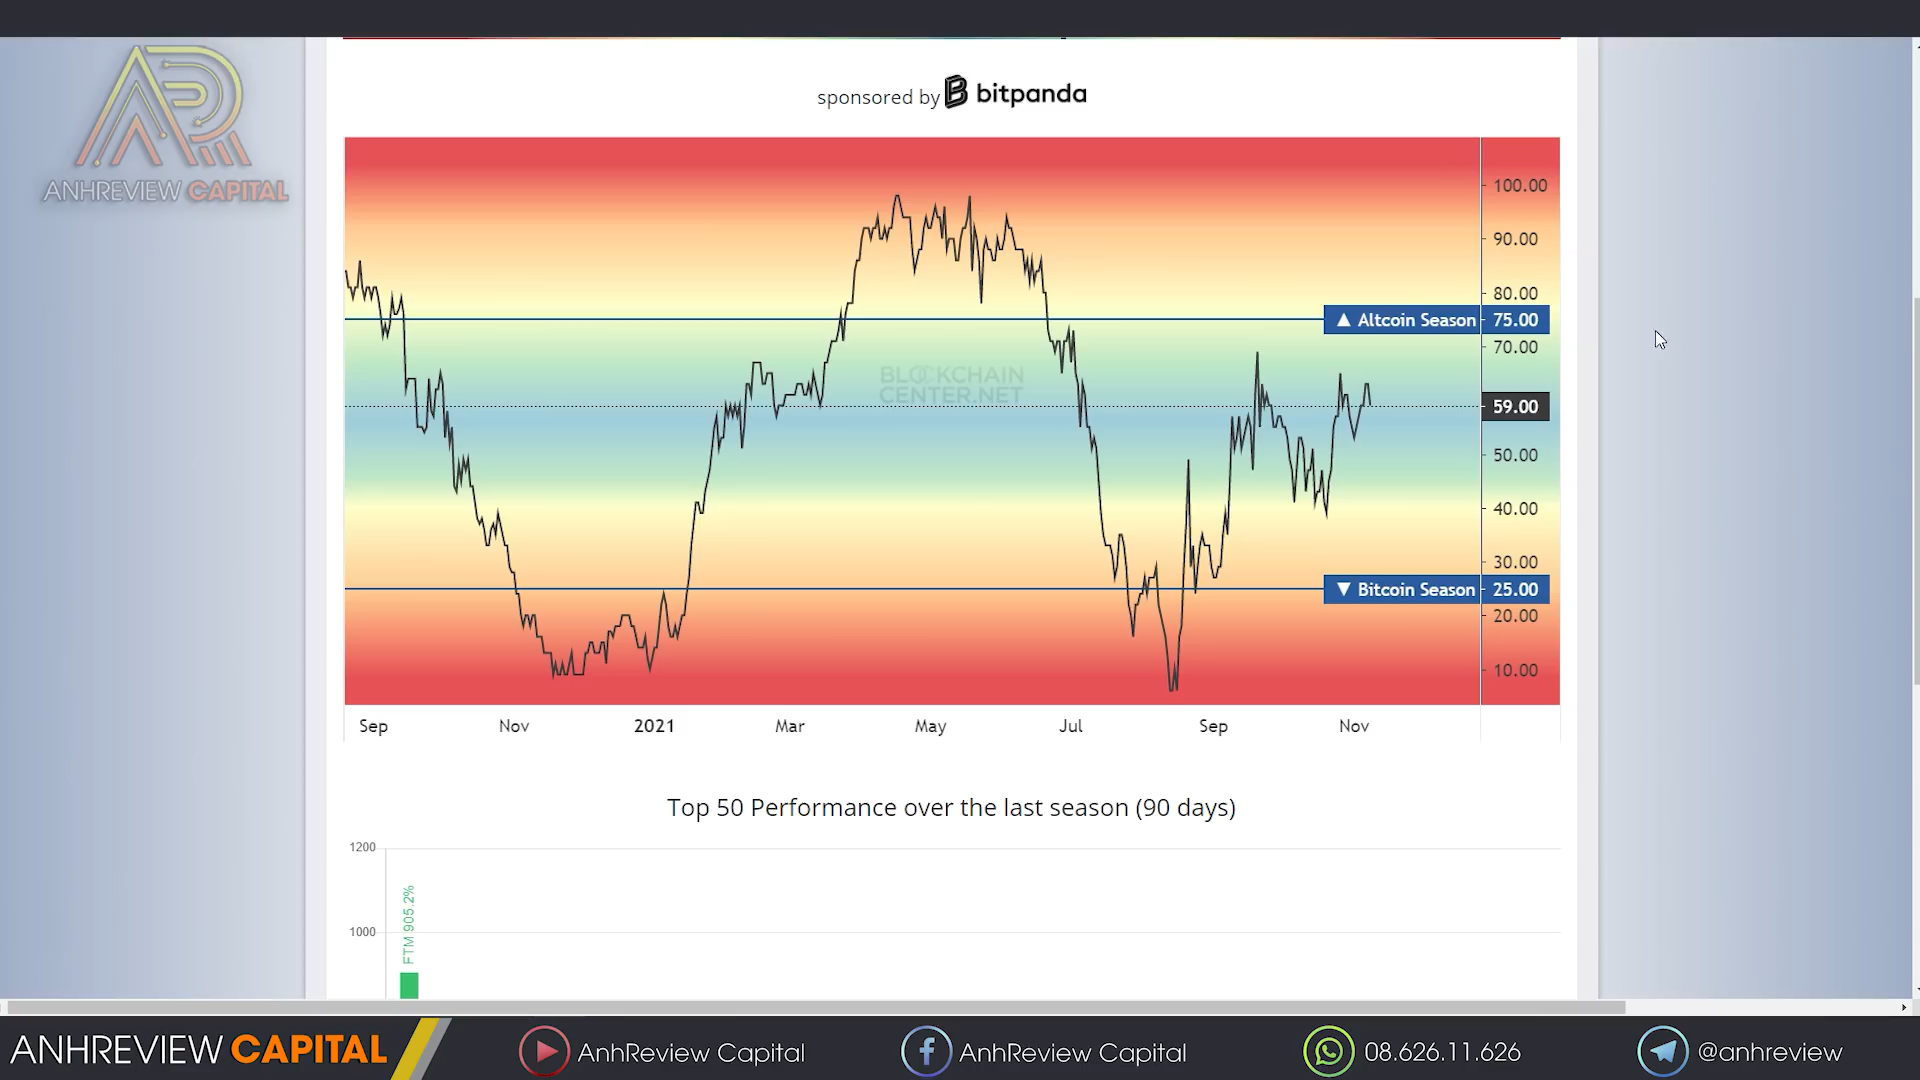 ANHREVIEW CAPITAL
sponsored by bitpanda
100.00
90.00
80.00
▲ Altcoin Season 75.00
70.00
BLOCKCHAIN
CENTER.NET
59.00
50.00
40.00
30.00
▼ Bitcoin Season 25.00
20.00
10.00
Sep Nov 2021 Mar May Jul Sep Nov
Top 50 Performance over the last season (90 days)
1200
1000
FTM 905.2%
ANHREVIEW CAPITAL
AnhReview Capital
AnhReview Capital
08.626.11.626
@anhreview